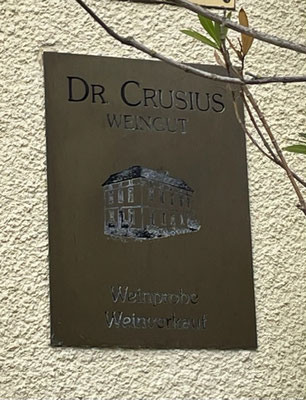 DR CRUSIUS
WEINGUT
Weinprobe
Weinverkauf